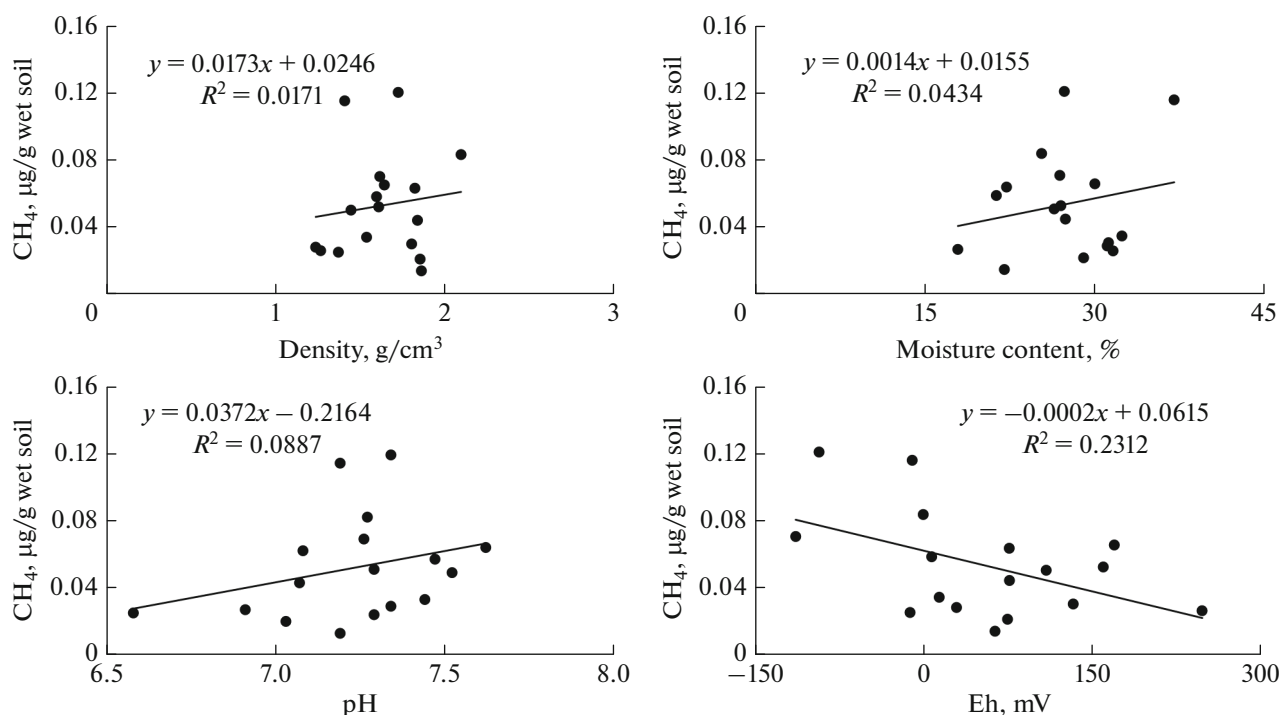 CH₄, μg/g wet soil
0.16
0.12
0.08
0.04
0
1
2
3
y = 0.0173x + 0.0246
R² = 0.0171
Density, g/cm³
CH₄, μg/g wet soil
0.16
0.12
0.08
0.04
0
15
30
45
y = 0.0014x + 0.0155
R² = 0.0434
Moisture content, %
CH₄, μg/g wet soil
0.16
0.12
0.08
0.04
0
6.5
7.0
7.5
8.0
y = 0.0372x − 0.2164
R² = 0.0887
pH
CH₄, μg/g wet soil
0.16
0.12
0.08
0.04
0
−150
0
150
300
y = −0.0002x + 0.0615
R² = 0.2312
Eh, mV